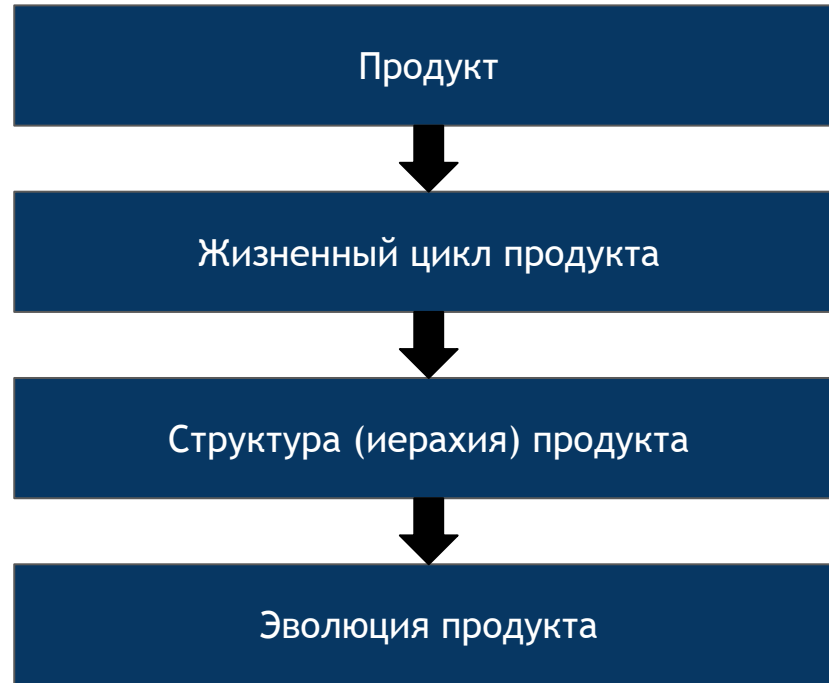 Продукт
Жизненный цикл продукта
Структура (иерахия) продукта
Эволюция продукта